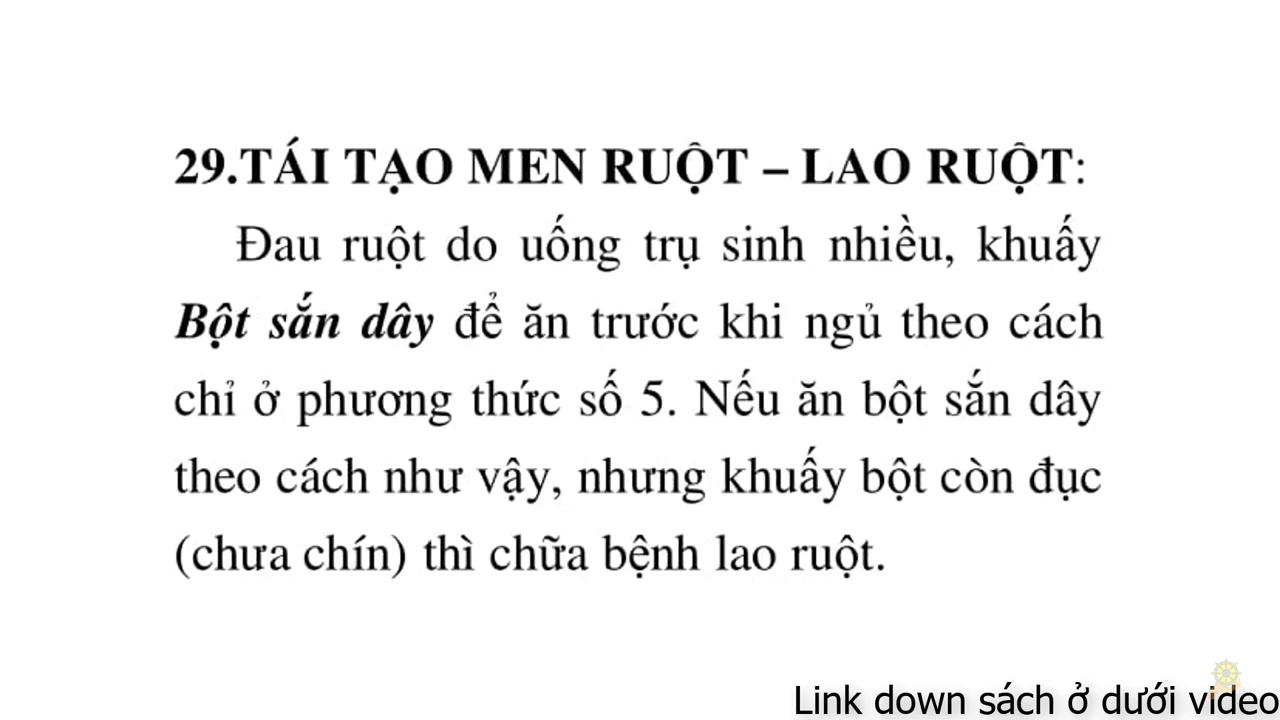 29.TÁI TẠO MEN RUỘT – LAO RUỘT:
Đau ruột do uống trụ sinh nhiều, khuấy
Bột sắn dây để ăn trước khi ngủ theo cách
chỉ ở phương thức số 5. Nếu ăn bột sắn dây
theo cách như vậy, nhưng khuấy bột còn đục
(chưa chín) thì chữa bệnh lao ruột.
Link down sách ở dưới video